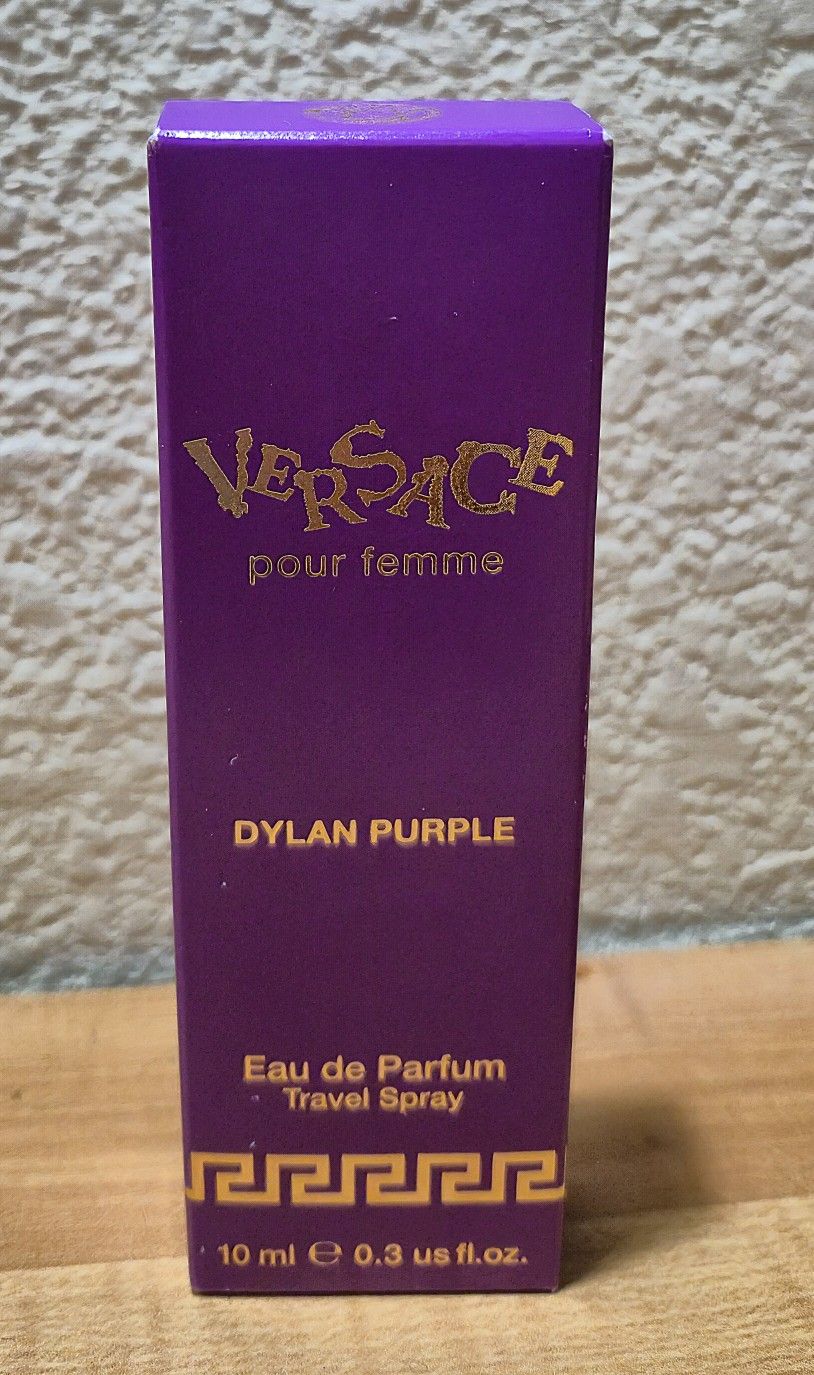 VERSACE
pour femme
DYLAN PURPLE
Eau de Parfum
Travel Spray
10 ml ℮ 0.3 us fl.oz.